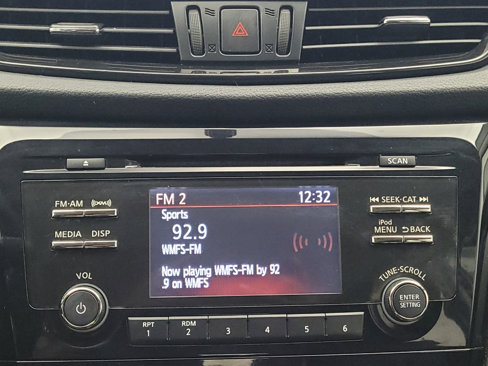 SCAN
FM·AM
MEDIA DISP
VOL
FM 2 12:32
Sports
92.9
WMFS-FM
Now playing WMFS-FM by 92
.9 on WMFS
SEEK·CAT
iPod
MENU BACK
TUNE·SCROLL
ENTER
SETTING
RPT
1
RDM
2
3
4
5
6